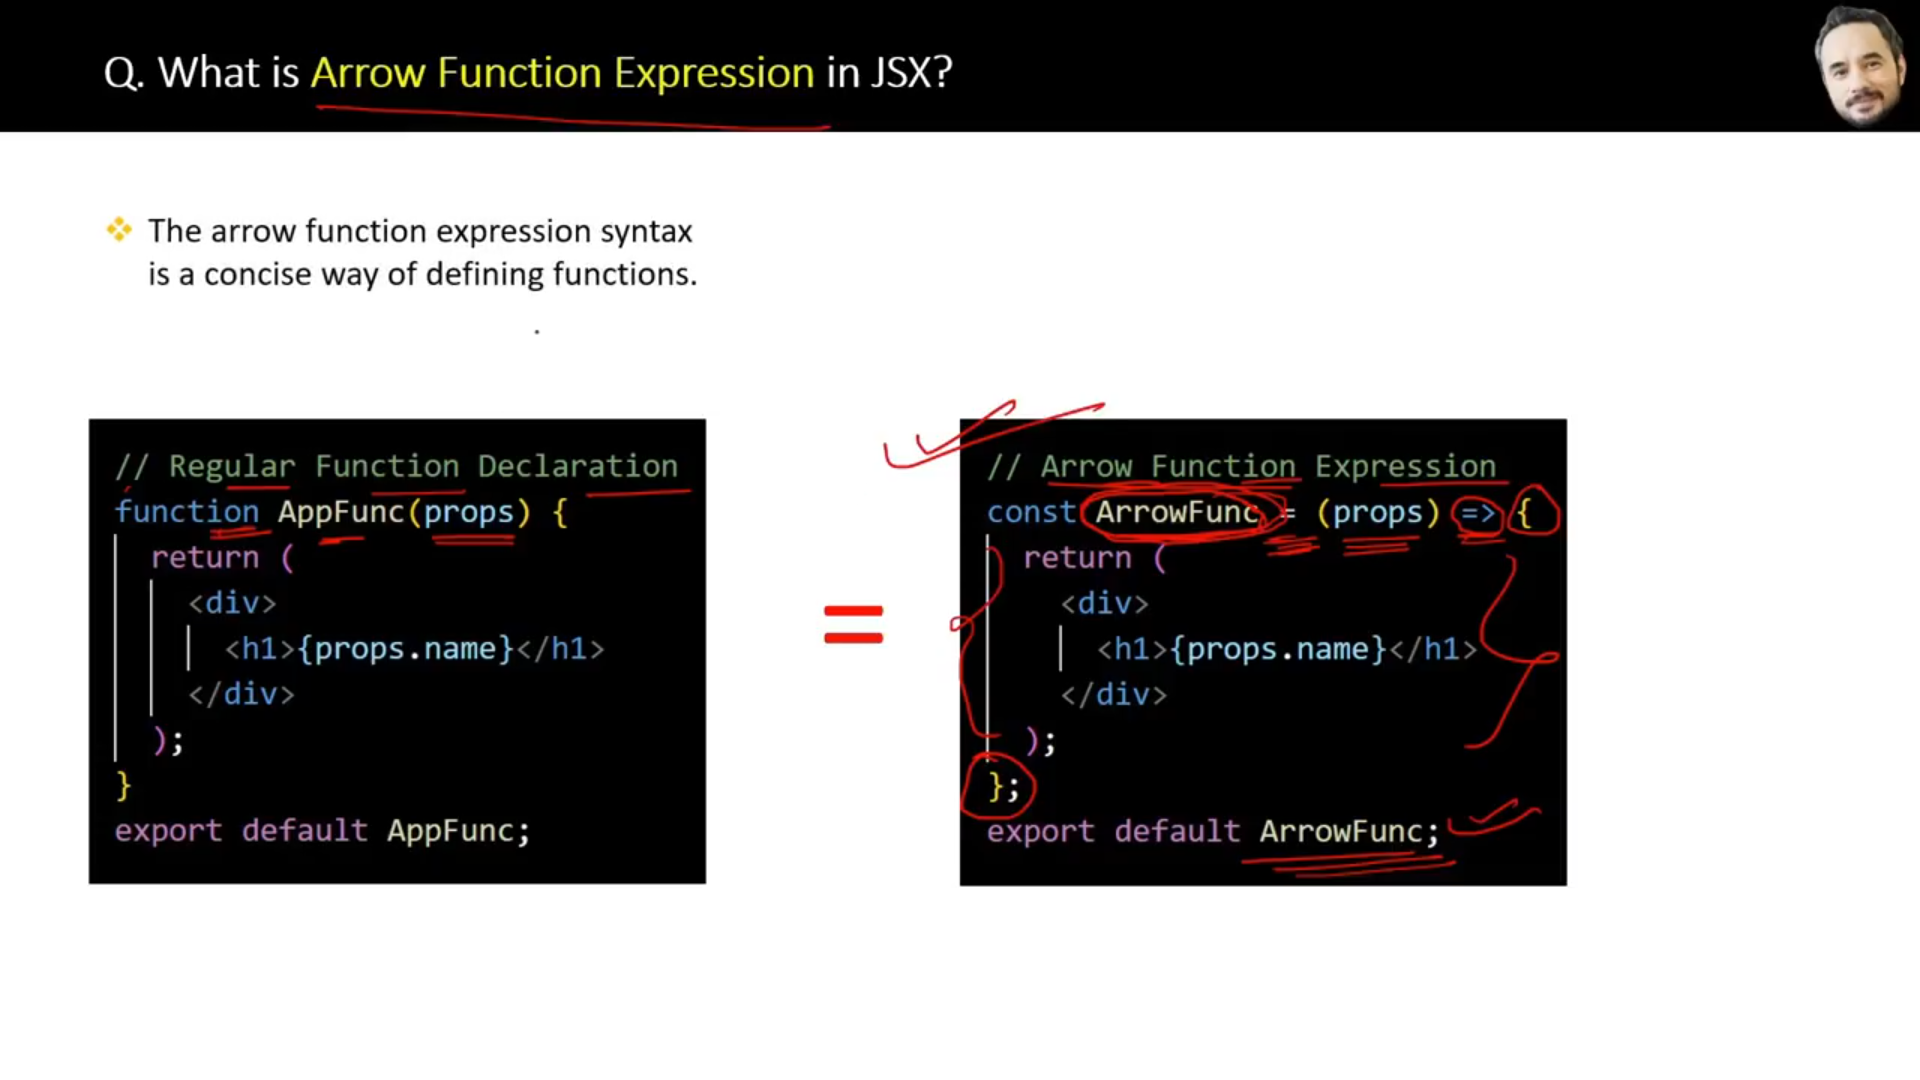 Q. What is Arrow Function Expression in JSX?
The arrow function expression syntax
is a concise way of defining functions.
// Regular Function Declaration
function AppFunc(props) {
return (
<div>
<h1>{props.name}</h1>
</div>
);
}
export default AppFunc;
=
// Arrow Function Expression
const ArrowFunc = (props) => {
return (
<div>
<h1>{props.name}</h1>
</div>
);
};
export default ArrowFunc;